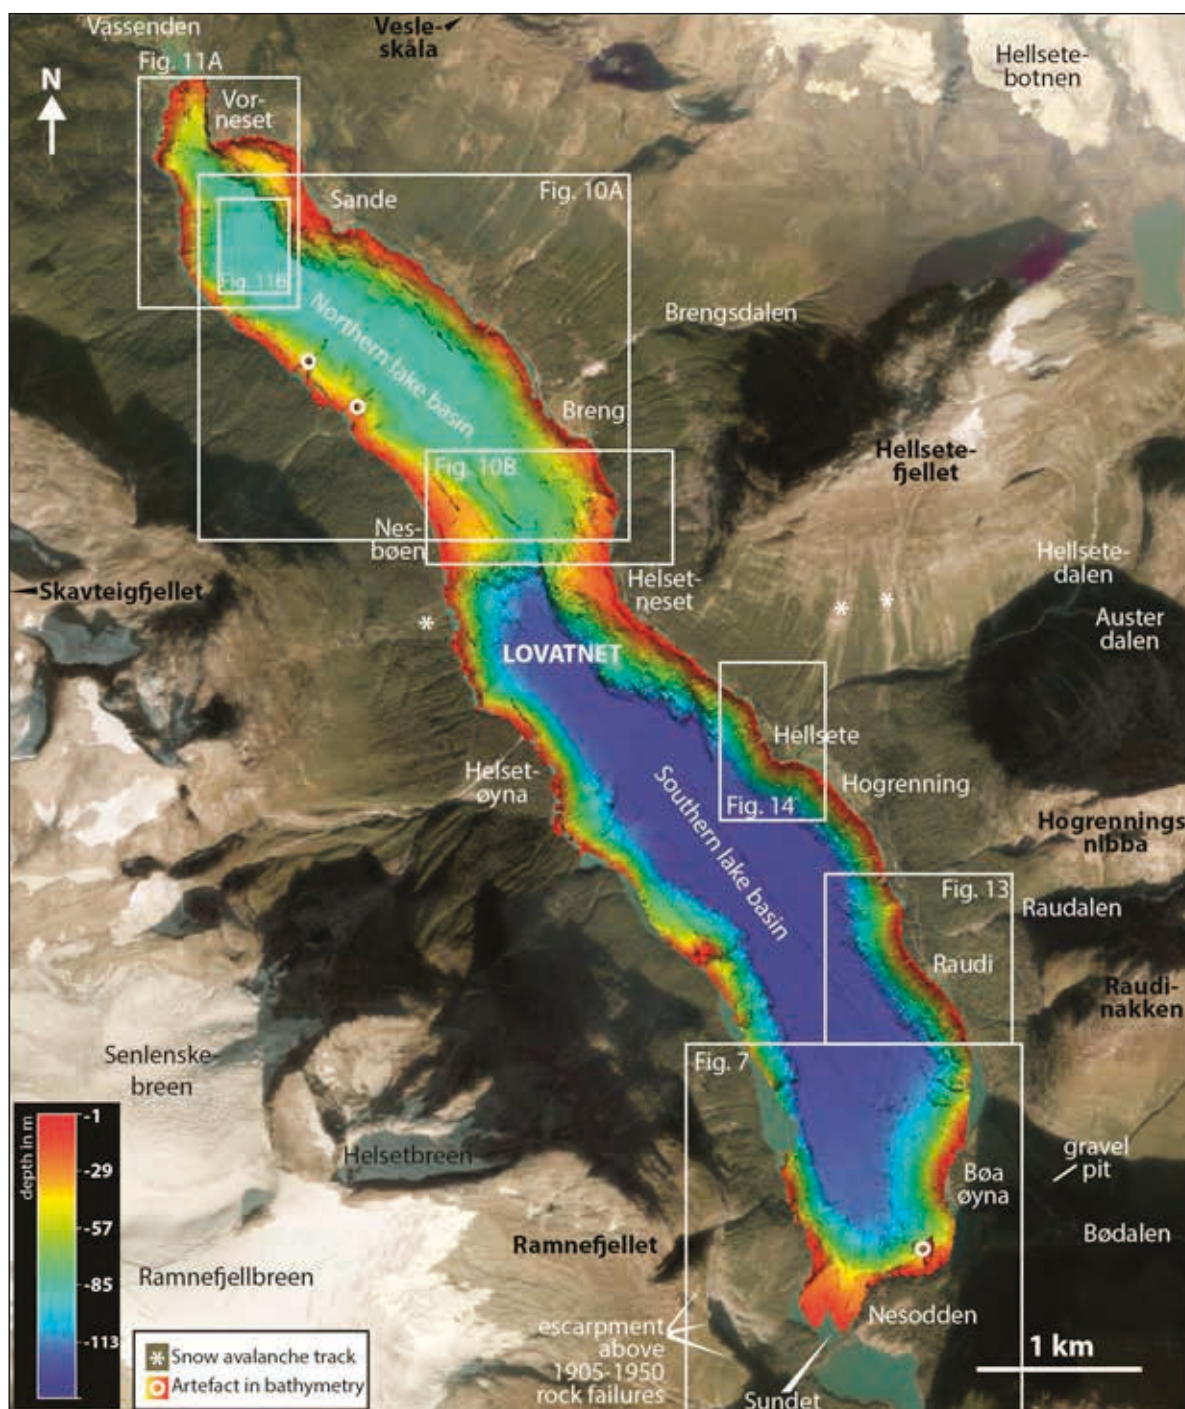 Vassenden
Vesle-
skåla
Hellsete-
botnen
Fig. 11A
N
Vor-
neset
Fig. 10A
Sande
Fig. 11B
Brengsdalen
Northern lake basin
Breng
Hellsete-
fjellet
Fig. 10B
Nes-
bøen
Hellsete-
dalen
Helset-
neset
Skavteigfjellet
Auster
dalen
LOVATNET
Hellsete
Helset-
øyna
Hogrenning
Southern lake basin
Fig. 14
Hogrennings
nibba
Fig. 13
Raudalen
Raudi
Raudi-
nakken
Senlenske-
breen
Fig. 7
depth in m
-1
-29
-57
-85
-113
Helsetbreen
gravel
pit
Bøa
øyna
Ramnefjellet
Bødalen
Ramnefjellbreen
Nesodden
escarpment
above
1905-1950
rock failures
1 km
Snow avalanche track
Artefact in bathymetry
Sundet